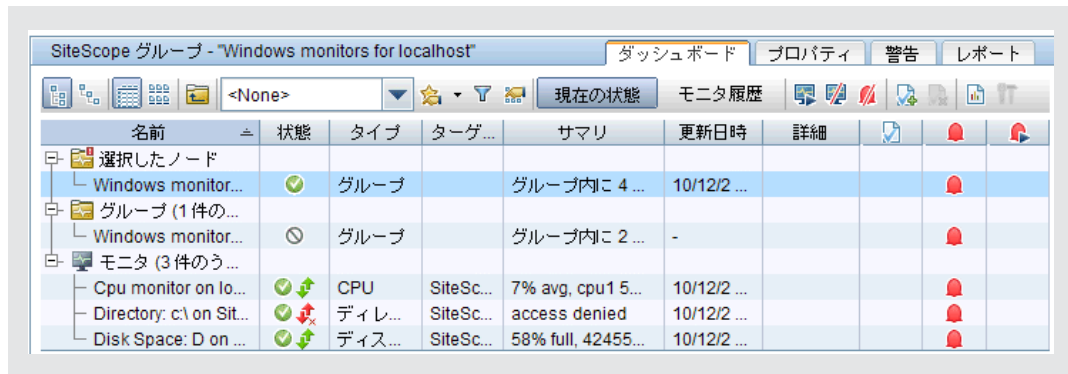 SiteScope グループ - "Windows monitors for localhost" ダッシュボード プロパティ 警告 レポート
<None> 現在の状態 モニタ履歴
名前 状態 タイプ ターゲ... サマリ 更新日時 詳細
選択したノード
Windows monitor... グループ グループ内に 4 ... 10/12/2 ...
グループ (1 件の...
Windows monitor... グループ グループ内に 2 ... -
モニタ (3 件のう...
Cpu monitor on lo... CPU SiteSc... 7% avg, cpu1 5... 10/12/2 ...
Directory: c:\ on Sit... ディレ... SiteSc... access denied 10/12/2 ...
Disk Space: D on ... ディス... SiteSc... 58% full, 42455... 10/12/2 ...